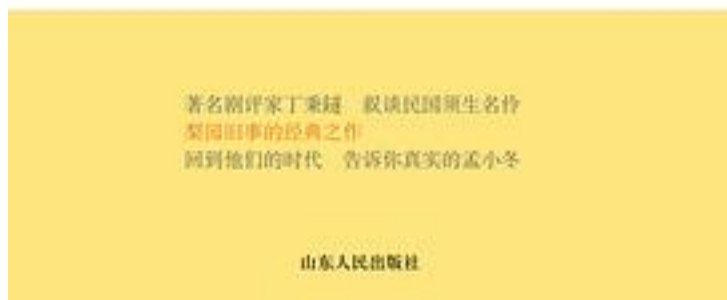 著名剧评家丁秉鐩　叙谈民国须生名伶
梨园旧事的经典之作
回到他们的时代　告诉你真实的孟小冬
山东人民出版社